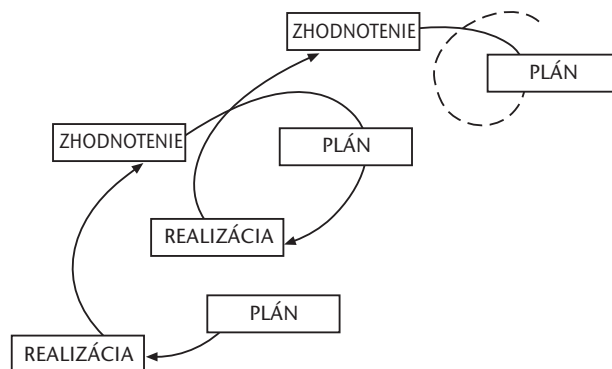 ZHODNOTENIE
PLÁN
ZHODNOTENIE
PLÁN
REALIZÁCIA
PLÁN
REALIZÁCIA